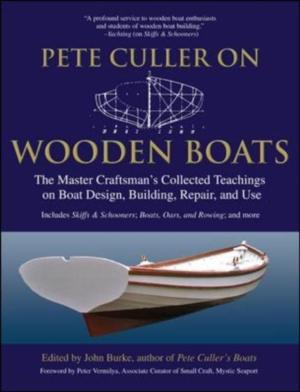 "A profound service to wooden boat enthusiasts
and students of wooden boat building."
—Yachting (on Skiffs & Schooners)
PETE CULLER ON
WOODEN BOATS
The Master Craftsman's Collected Teachings
on Boat Design, Building, Repair, and Use
Includes Skiffs & Schooners; Boats, Oars, and Rowing; and more
Edited by John Burke, author of Pete Culler's Boats
Foreword by Peter Vermilya, Associate Curator of Small Craft, Mystic Seaport